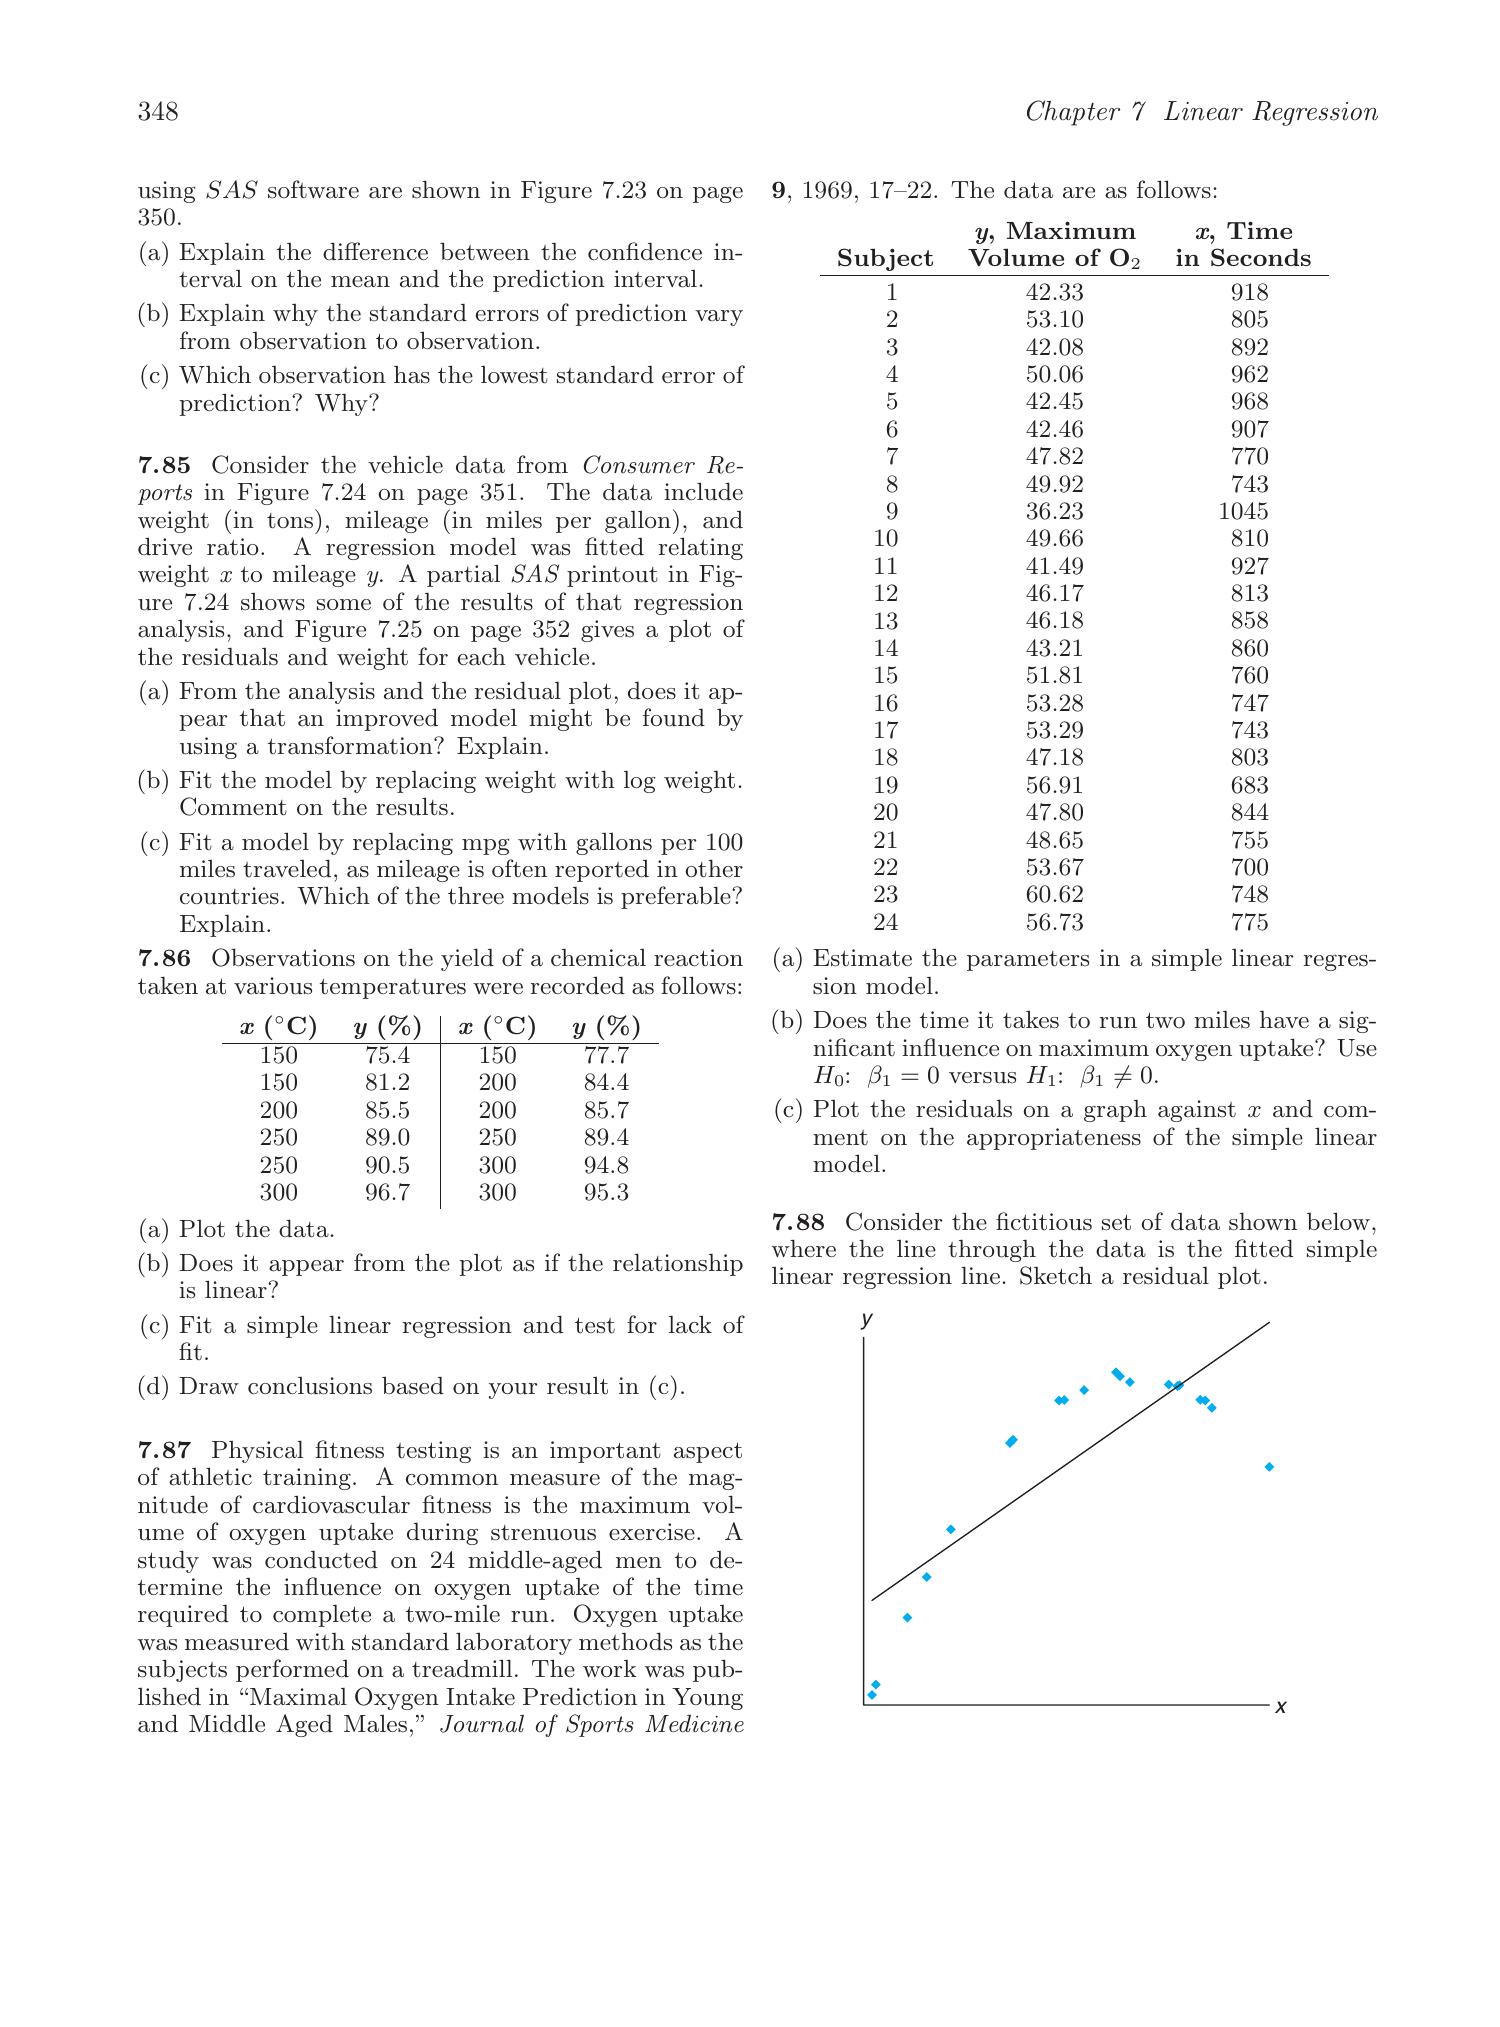 348
Chapter 7 Linear Regression
using SAS software are shown in Figure 7.23 on page
350.
(a) Explain the difference between the confidence in-
terval on the mean and the prediction interval.
(b) Explain why the standard errors of prediction vary
from observation to observation.
(c) Which observation has the lowest standard error of
prediction? Why?
7.85 Consider the vehicle data from Consumer Re-
ports in Figure 7.24 on page 351. The data include
weight (in tons), mileage (in miles per gallon), and
drive ratio. A regression model was fitted relating
weight x to mileage y. A partial SAS printout in Fig-
ure 7.24 shows some of the results of that regression
analysis, and Figure 7.25 on page 352 gives a plot of
the residuals and weight for each vehicle.
(a) From the analysis and the residual plot, does it ap-
pear that an improved model might be found by
using a transformation? Explain.
(b) Fit the model by replacing weight with log weight.
Comment on the results.
(c) Fit a model by replacing mpg with gallons per 100
miles traveled, as mileage is often reported in other
countries. Which of the three models is preferable?
Explain.
7.86 Observations on the yield of a chemical reaction
taken at various temperatures were recorded as follows:
x (°C) y (%) x (°C) y (%)
150 75.4 150 77.7
150 81.2 200 84.4
200 85.5 200 85.7
250 89.0 250 89.4
250 90.5 300 94.8
300 96.7 300 95.3
(a) Plot the data.
(b) Does it appear from the plot as if the relationship
is linear?
(c) Fit a simple linear regression and test for lack of
fit.
(d) Draw conclusions based on your result in (c).
7.87 Physical fitness testing is an important aspect
of athletic training. A common measure of the mag-
nitude of cardiovascular fitness is the maximum vol-
ume of oxygen uptake during strenuous exercise. A
study was conducted on 24 middle-aged men to de-
termine the influence on oxygen uptake of the time
required to complete a two-mile run. Oxygen uptake
was measured with standard laboratory methods as the
subjects performed on a treadmill. The work was pub-
lished in “Maximal Oxygen Intake Prediction in Young
and Middle Aged Males,” Journal of Sports Medicine
9, 1969, 17–22. The data are as follows:
y, Maximum x, Time
Subject Volume of O₂ in Seconds
1 42.33 918
2 53.10 805
3 42.08 892
4 50.06 962
5 42.45 968
6 42.46 907
7 47.82 770
8 49.92 743
9 36.23 1045
10 49.66 810
11 41.49 927
12 46.17 813
13 46.18 858
14 43.21 860
15 51.81 760
16 53.28 747
17 53.29 743
18 47.18 803
19 56.91 683
20 47.80 844
21 48.65 755
22 53.67 700
23 60.62 748
24 56.73 775
(a) Estimate the parameters in a simple linear regres-
sion model.
(b) Does the time it takes to run two miles have a sig-
nificant influence on maximum oxygen uptake? Use
H₀: β₁ = 0 versus H₁: β₁ ≠ 0.
(c) Plot the residuals on a graph against x and com-
ment on the appropriateness of the simple linear
model.
7.88 Consider the fictitious set of data shown below,
where the line through the data is the fitted simple
linear regression line. Sketch a residual plot.
y
x